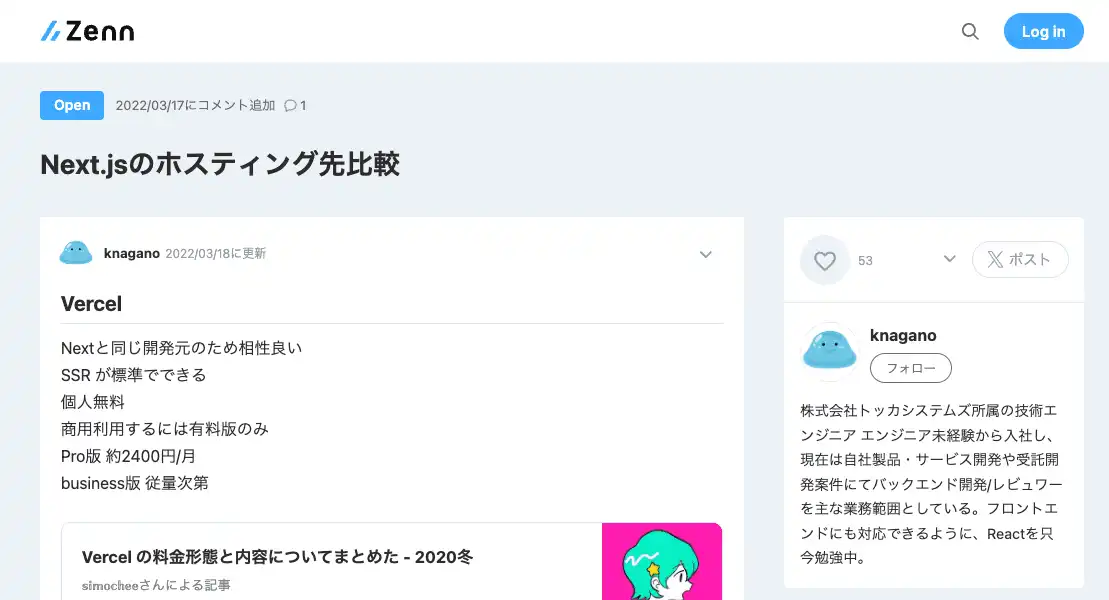 Zenn
Log in
Open 2022/03/17にコメント追加 1
Next.jsのホスティング先比較
knagano 2022/03/18に更新
Vercel
Nextと同じ開発元のため相性良い
SSR が標準でできる
個人無料
商用利用するには有料版のみ
Pro版 約2400円/月
business版 従量次第
Vercel の料金形態と内容についてまとめた - 2020冬
simocheeさんによる記事
53
ポスト
knagano
フォロー
株式会社トッカシステムズ所属の技術エ
ンジニア エンジニア未経験から入社し、
現在は自社製品・サービス開発や受託開
発案件にてバックエンド開発/レビュワー
を主な業務範囲としている。フロントエ
ンドにも対応できるように、Reactを只
今勉強中。